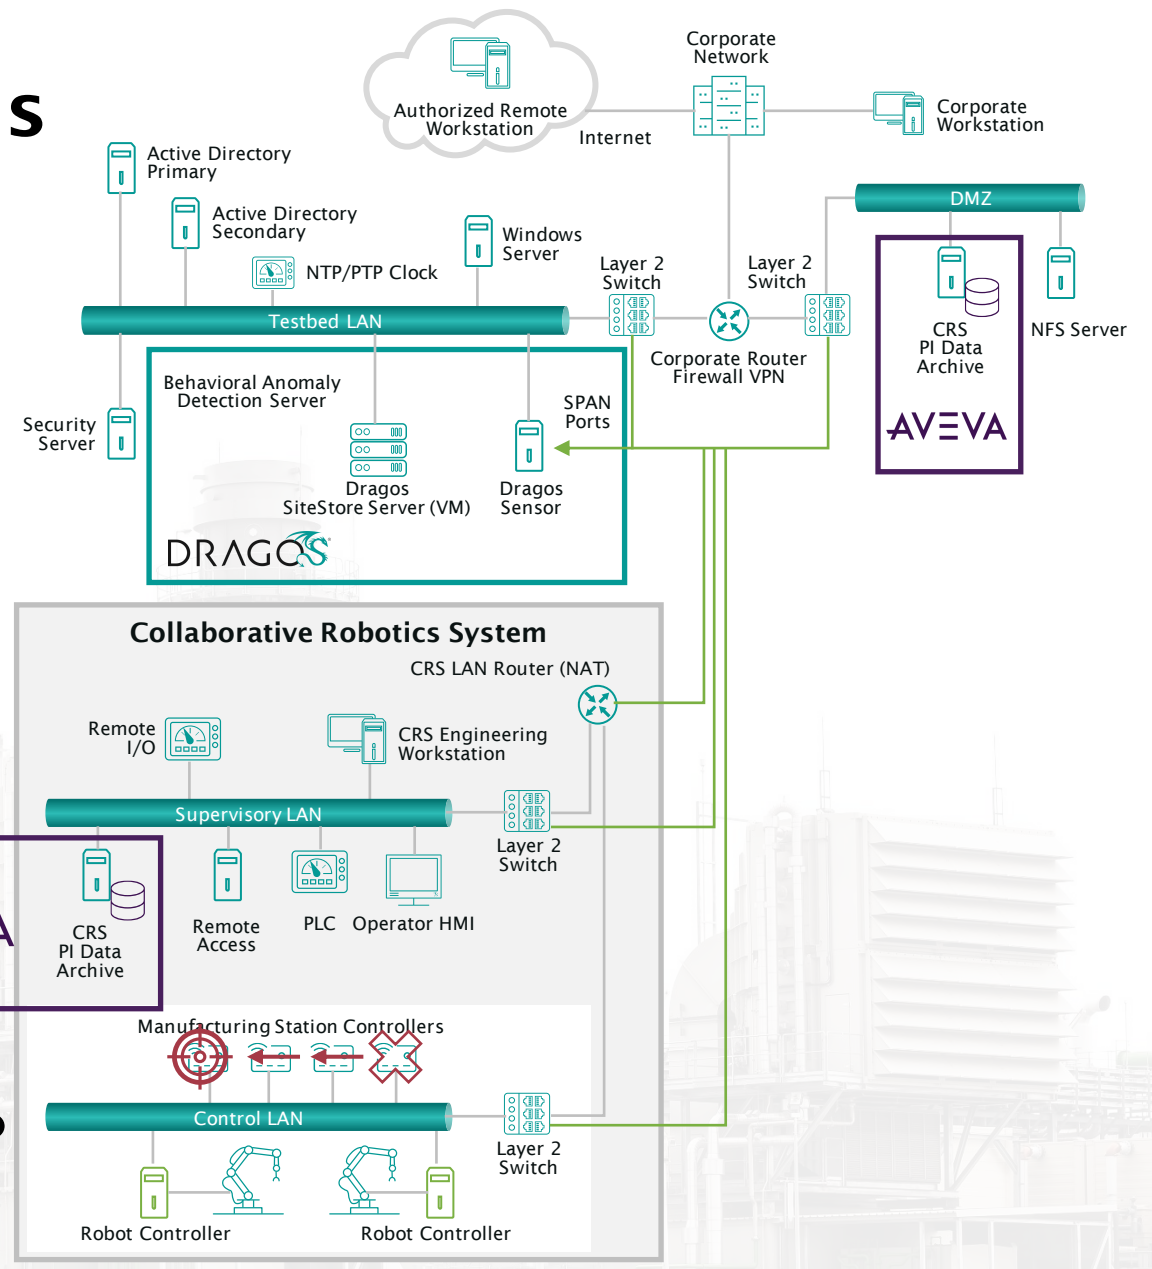 S
Authorized Remote
Workstation
Internet
Corporate
Network
Corporate
Workstation
Active Directory
Primary
Active Directory
Secondary
NTP/PTP Clock
Windows
Server
Layer 2
Switch
Layer 2
Switch
DMZ
Testbed LAN
Corporate Router
Firewall VPN
CRS
PI Data
Archive
NFS Server
AVEVA
Behavioral Anomaly
Detection Server
SPAN
Ports
Security
Server
Dragos
SiteStore Server (VM)
Dragos
Sensor
DRAGOS
Collaborative Robotics System
CRS LAN Router (NAT)
Remote
I/O
CRS Engineering
Workstation
Supervisory LAN
Layer 2
Switch
A
CRS
PI Data
Archive
Remote
Access
PLC
Operator HMI
Manufacturing Station Controllers
Control LAN
Layer 2
Switch
Robot Controller
Robot Controller